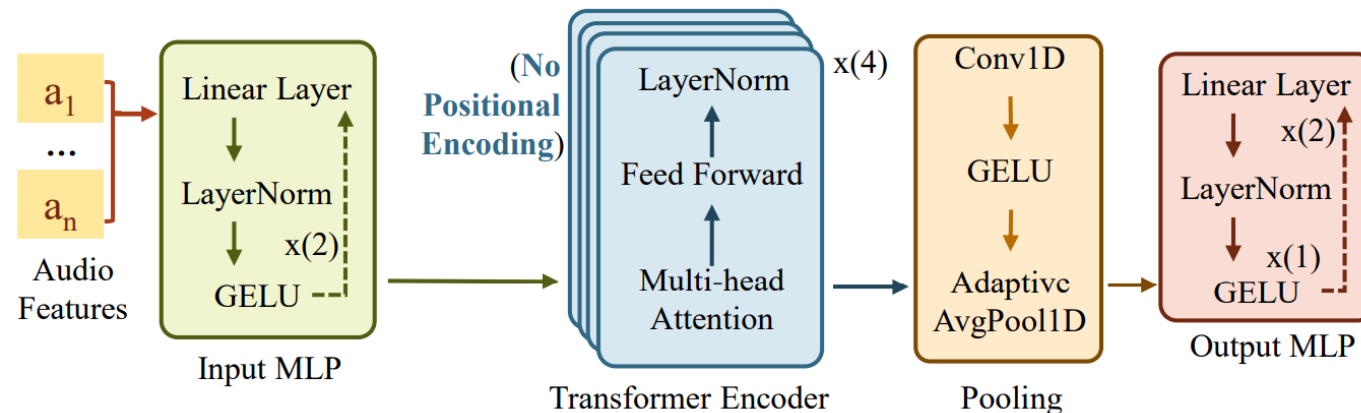 a1
...
an
Audio
Features
Linear Layer
LayerNorm
x(2)
GELU
Input MLP
(No
Positional
Encoding)
x(4)
LayerNorm
Feed Forward
Multi-head
Attention
Transformer Encoder
Conv1D
GELU
Adaptivc
AvgPool1D
Pooling
Linear Layer
x(2)
LayerNorm
x(1)
GELU
Output MLP